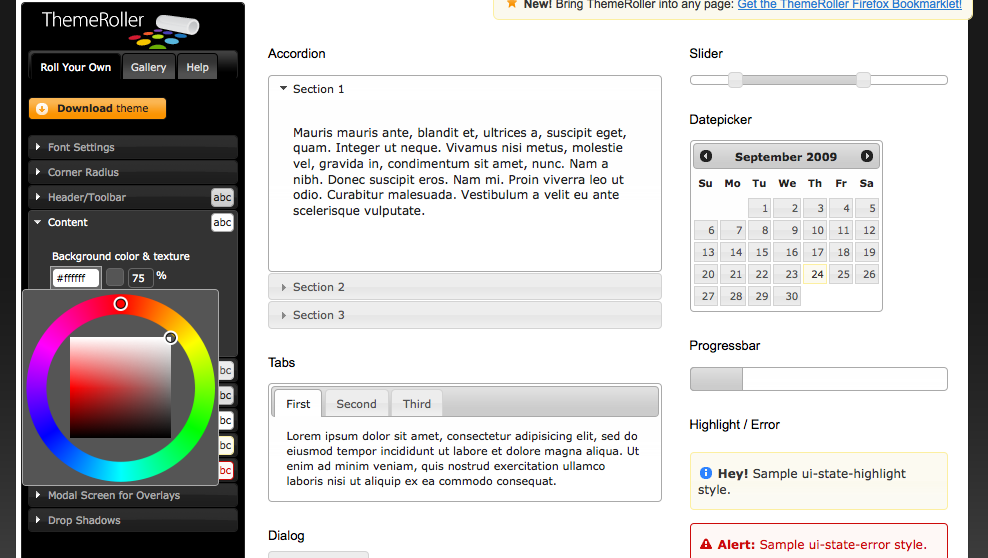 ThemeRoller
New! Bring ThemeRoller into any page: Get the ThemeRoller Firefox Bookmarklet!
Roll Your Own
Gallery
Help
Download theme
Font Settings
Corner Radius
Header/Toolbar
abc
Content
abc
Background color & texture
#ffffff
75
%
bc
bc
bc
bc
bc
Modal Screen for Overlays
Drop Shadows
Accordion
Section 1
Mauris mauris ante, blandit et, ultrices a, suscipit eget,
quam. Integer ut neque. Vivamus nisi metus, molestie
vel, gravida in, condimentum sit amet, nunc. Nam a
nibh. Donec suscipit eros. Nam mi. Proin viverra leo ut
odio. Curabitur malesuada. Vestibulum a velit eu ante
scelerisque vulputate.
Section 2
Section 3
Tabs
First
Second
Third
Lorem ipsum dolor sit amet, consectetur adipisicing elit, sed do
eiusmod tempor incididunt ut labore et dolore magna aliqua. Ut
enim ad minim veniam, quis nostrud exercitation ullamco
laboris nisi ut aliquip ex ea commodo consequat.
Dialog
Slider
Datepicker
September 2009
Su Mo Tu We Th Fr Sa
1 2 3 4 5
6 7 8 9 10 11 12
13 14 15 16 17 18 19
20 21 22 23 24 25 26
27 28 29 30
Progressbar
Highlight / Error
Hey! Sample ui-state-highlight
style.
Alert: Sample ui-state-error style.